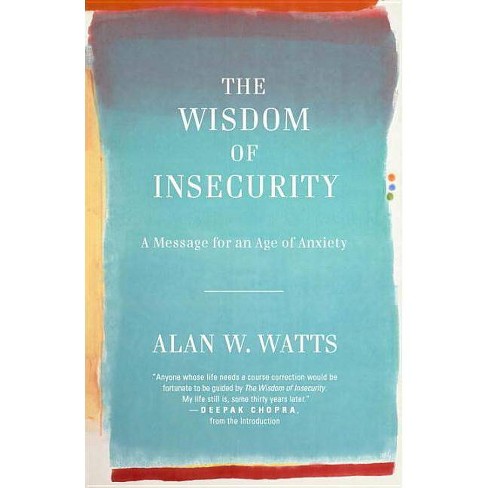 THE
WISDOM
OF
INSECURITY
A Message for an Age of Anxiety
ALAN W. WATTS
"Anyone whose life needs a course correction would be
fortunate to be guided by The Wisdom of Insecurity.
My life still is, some thirty years later."
—DEEPAK CHOPRA,
from the Introduction